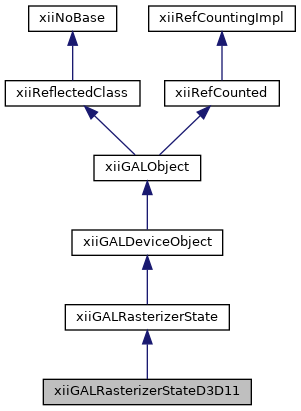 xiiNoBase
xiiRefCountingImpl
xiiReflectedClass
xiiRefCounted
xiiGALObject
xiiGALDeviceObject
xiiGALRasterizerState
xiiGALRasterizerStateD3D11